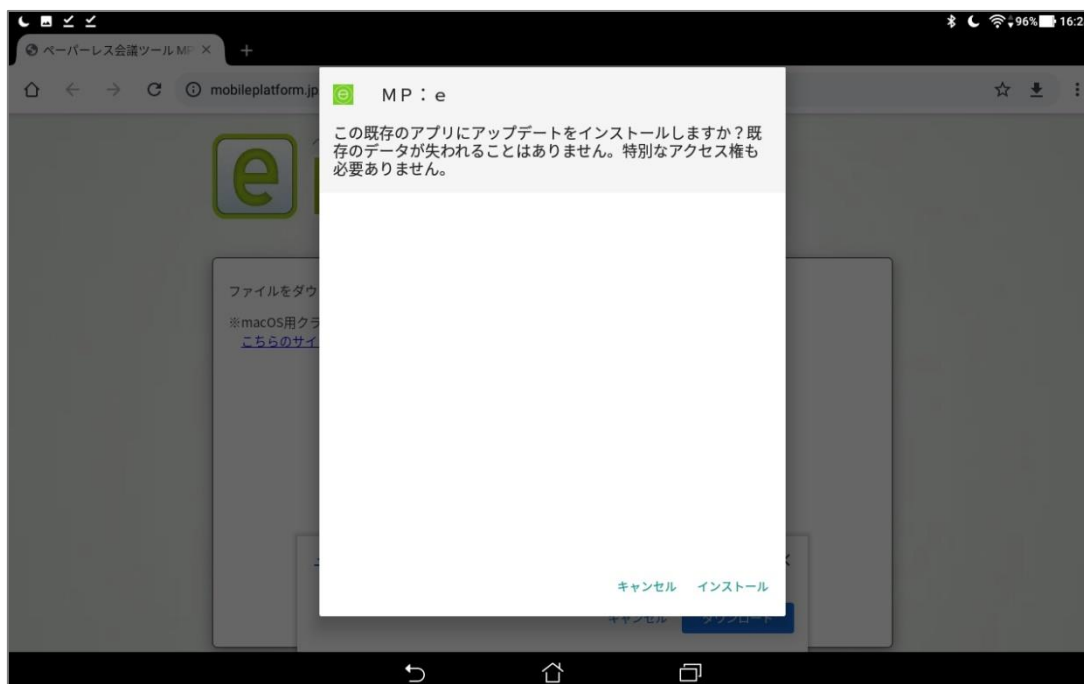 96% 16:2
ペーパーレス会議ツール MP
mobileplatform.jp
MP：e
この既存のアプリにアップデートをインストールしますか？既
存のデータが失われることはありません。特別なアクセス権も
必要ありません。
e
ファイルをダウ
※macOS用クラ
こちらのサイ
キャンセル インストール
キャンセル ダウンロード